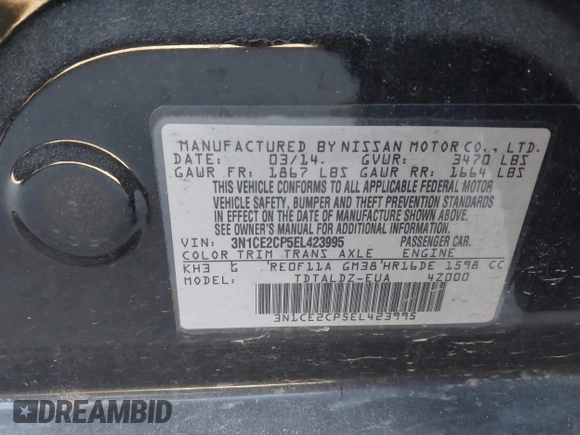 MANUFACTURED BY NISSAN MOTOR CO., LTD.
DATE: 03/14. GVWR: 3470 LBS
GAWR FR: 1867 LBS GAWR RR: 1664 LBS
THIS VEHICLE CONFORMS TO ALL APPLICABLE FEDERAL MOTOR
VEHICLE SAFETY, BUMPER AND THEFT PREVENTION STANDARDS
IN EFFECT ON THE DATE OF MANUFACTURE SHOWN ABOVE.
SEE OWNER'S MANUAL FOR ADDITIONAL INFORMATION.
VIN: 3N1CE2CP5EL423995 PASSENGER CAR.
COLOR TRIM TRANS AXLE ENGINE
KH3 G 'RE0F11A GM38'HR16DE 1598 CC
MODEL: TDTALDZ-EUA 42000
3N1CE2CP5EL423995
DREAMBID